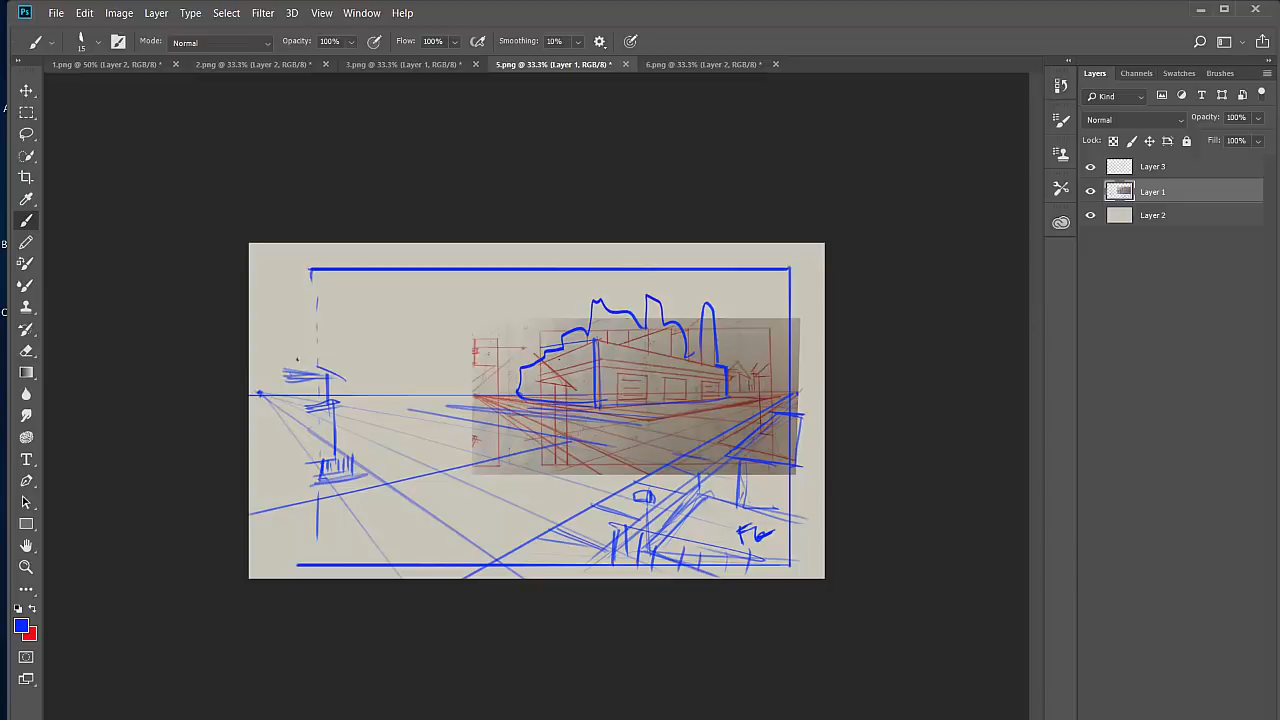 Ps File Edit Image Layer Type Select Filter 3D View Window Help
15 Mode: Normal Opacity: 100% Flow: 100% Smoothing: 10%
1.png @ 50% (Layer 2, RGB/8) * 2.png @ 33.3% (Layer 2, RGB/8) * 3.png @ 33.3% (Layer 1, RGB/8) * 5.png @ 33.3% (Layer 1, RGB/8) * 6.png @ 33.3% (Layer 2, RGB/8) *
Layers Channels Swatches Brushes
Kind
Normal Opacity: 100%
Lock: Fill: 100%
Layer 3
Layer 1
Layer 2